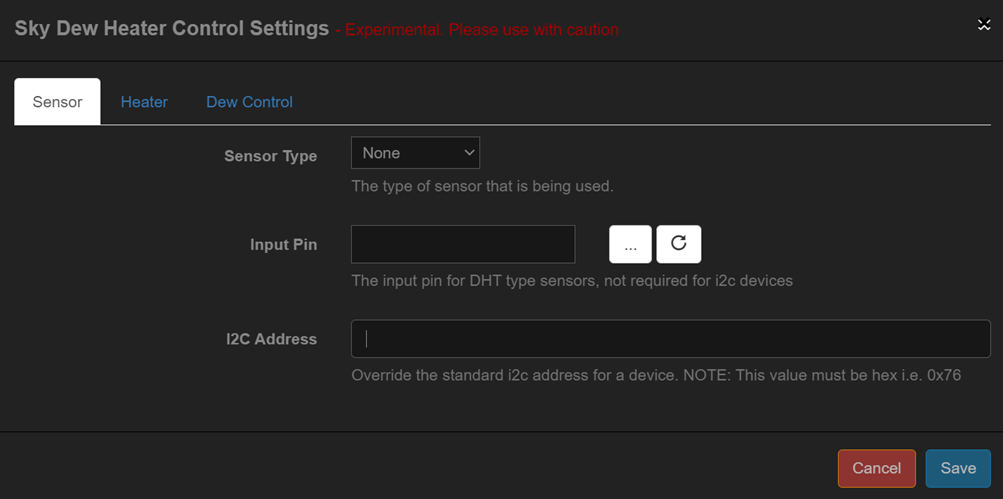 Sky Dew Heater Control Settings - Experimental. Please use with caution
Sensor Heater Dew Control
Sensor Type None
The type of sensor that is being used.
Input Pin ...
The input pin for DHT type sensors, not required for i2c devices
I2C Address
Override the standard i2c address for a device. NOTE: This value must be hex i.e. 0x76
Cancel Save